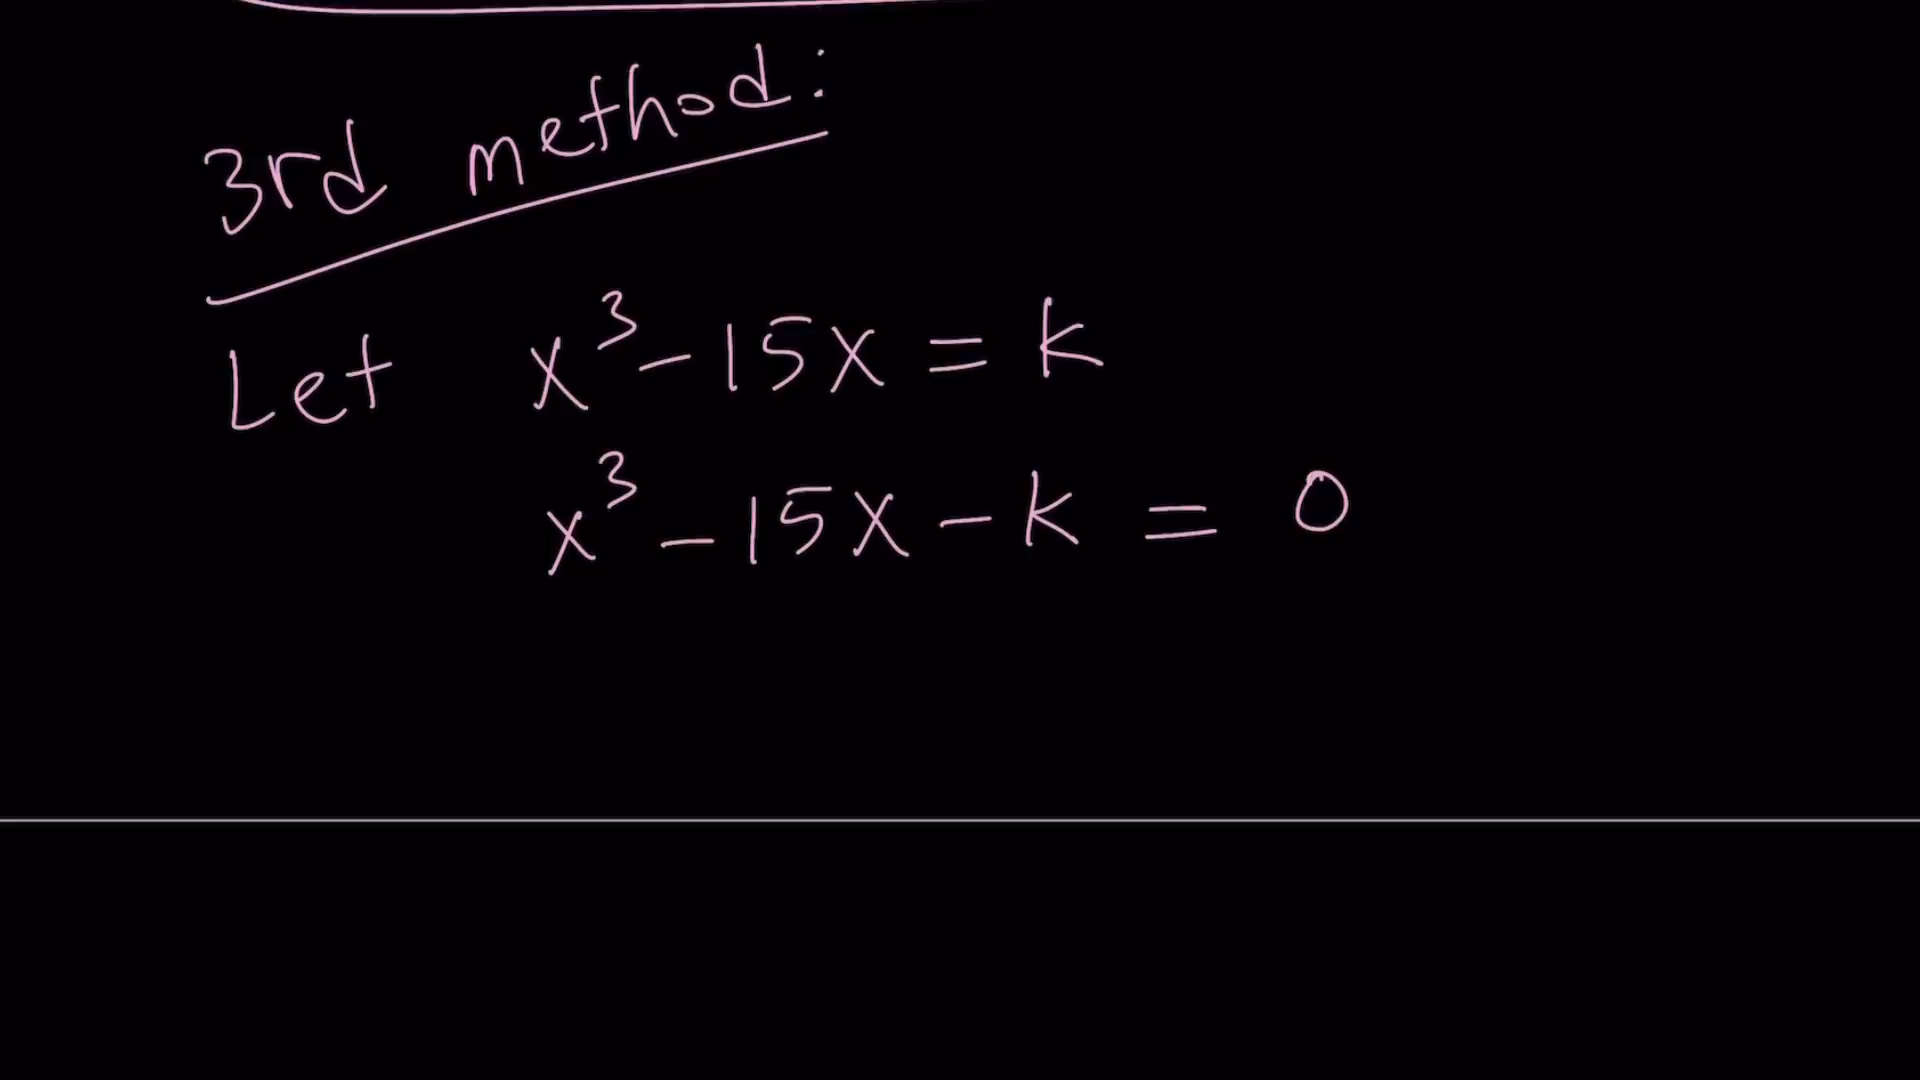 3rd method:
Let x³ - 15x = k
x³ - 15x - k = 0